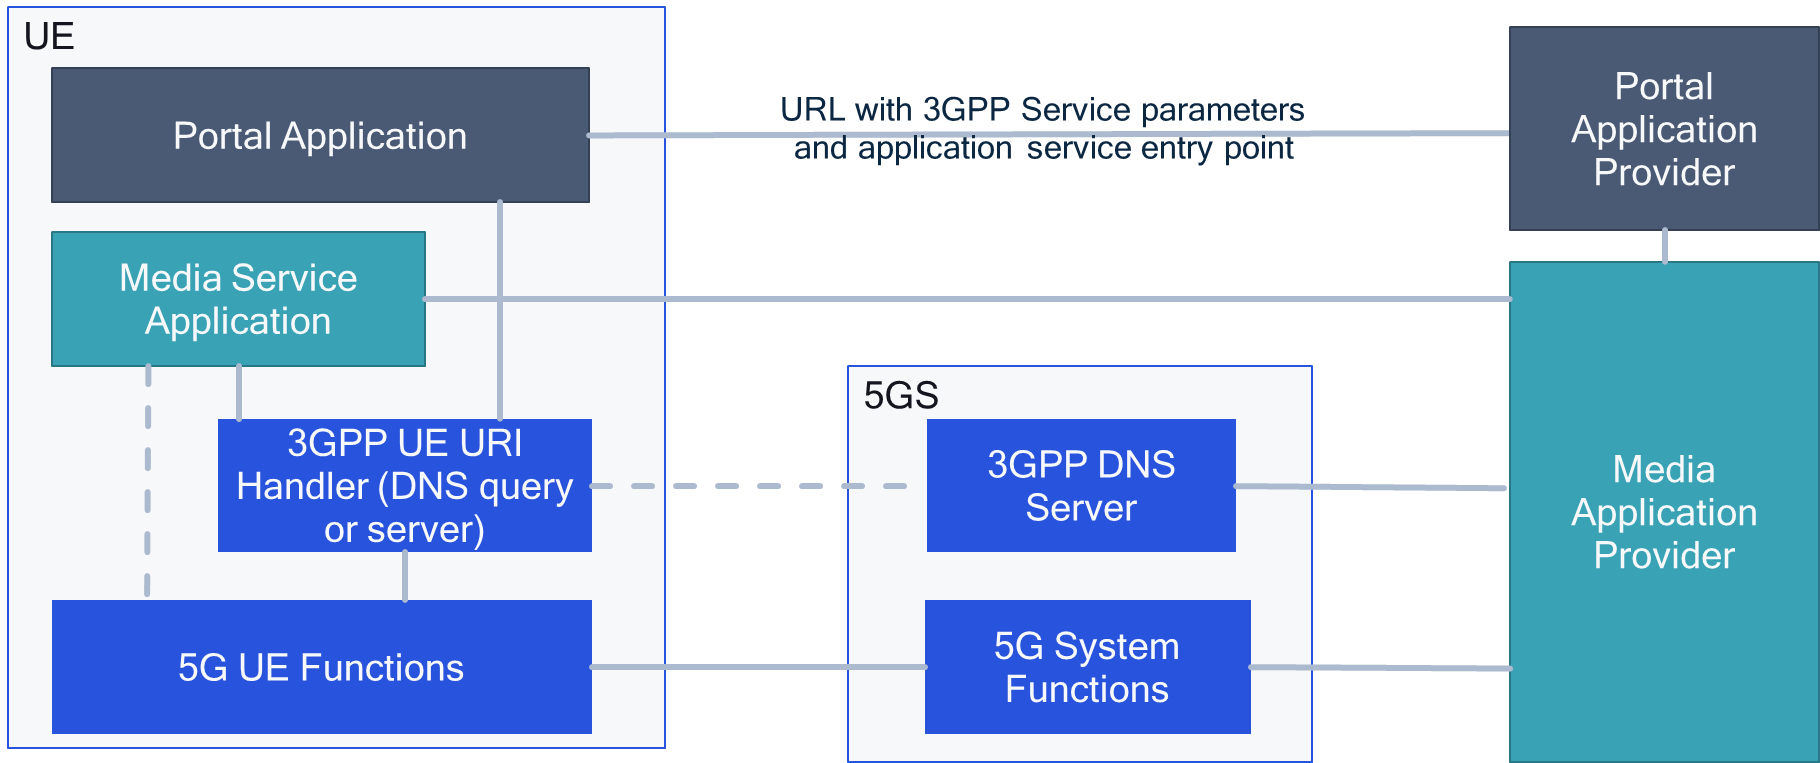 UE
Portal Application
URL with 3GPP Service parameters
and application service entry point
Portal
Application
Provider
Media Service
Application
5GS
3GPP UE URI
Handler (DNS query
or server)
3GPP DNS
Server
Media
Application
Provider
5G UE Functions
5G System
Functions